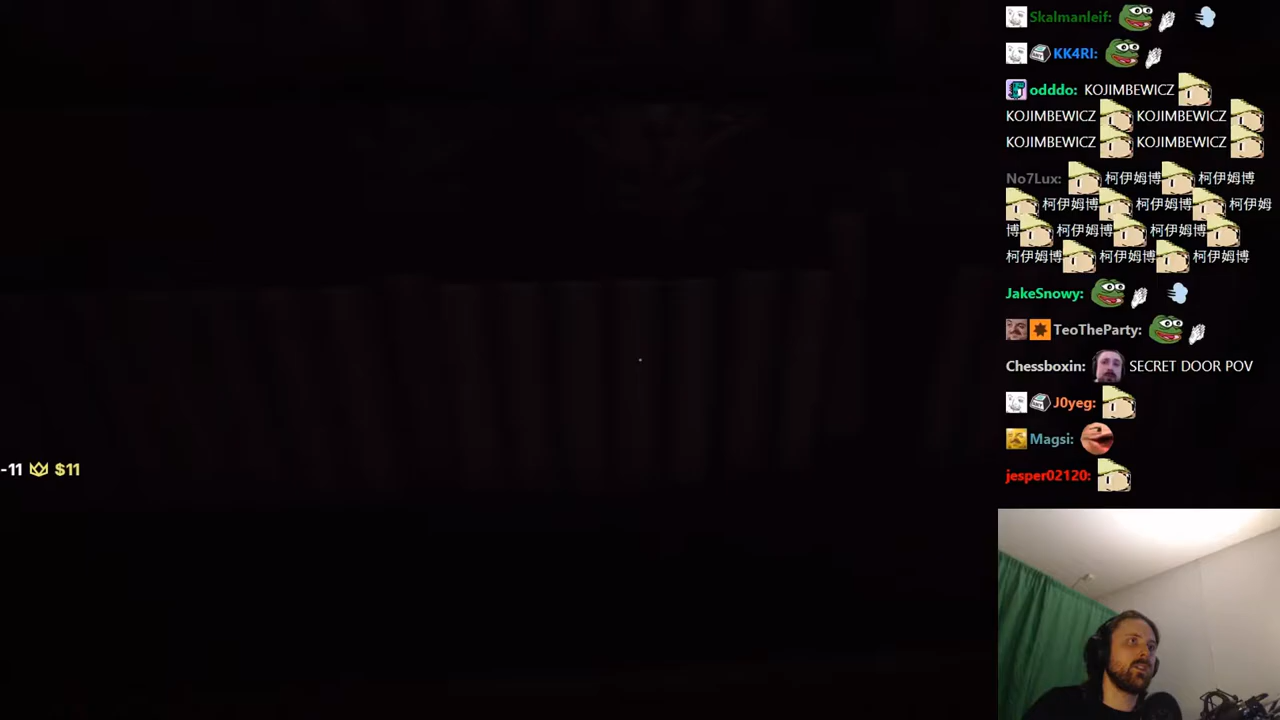 Skalmanleif:
KK4RI:
odddo: KOJIMBEWICZ
KOJIMBEWICZ KOJIMBEWICZ
KOJIMBEWICZ KOJIMBEWICZ
No7Lux: 柯伊姆博 柯伊姆博
柯伊姆博 柯伊姆博 柯伊姆
博 柯伊姆博 柯伊姆博
柯伊姆博 柯伊姆博 柯伊姆博
JakeSnowy:
TeoTheParty:
Chessboxin: SECRET DOOR POV
J0yeg:
Magsi:
-11 $11
jesper02120: